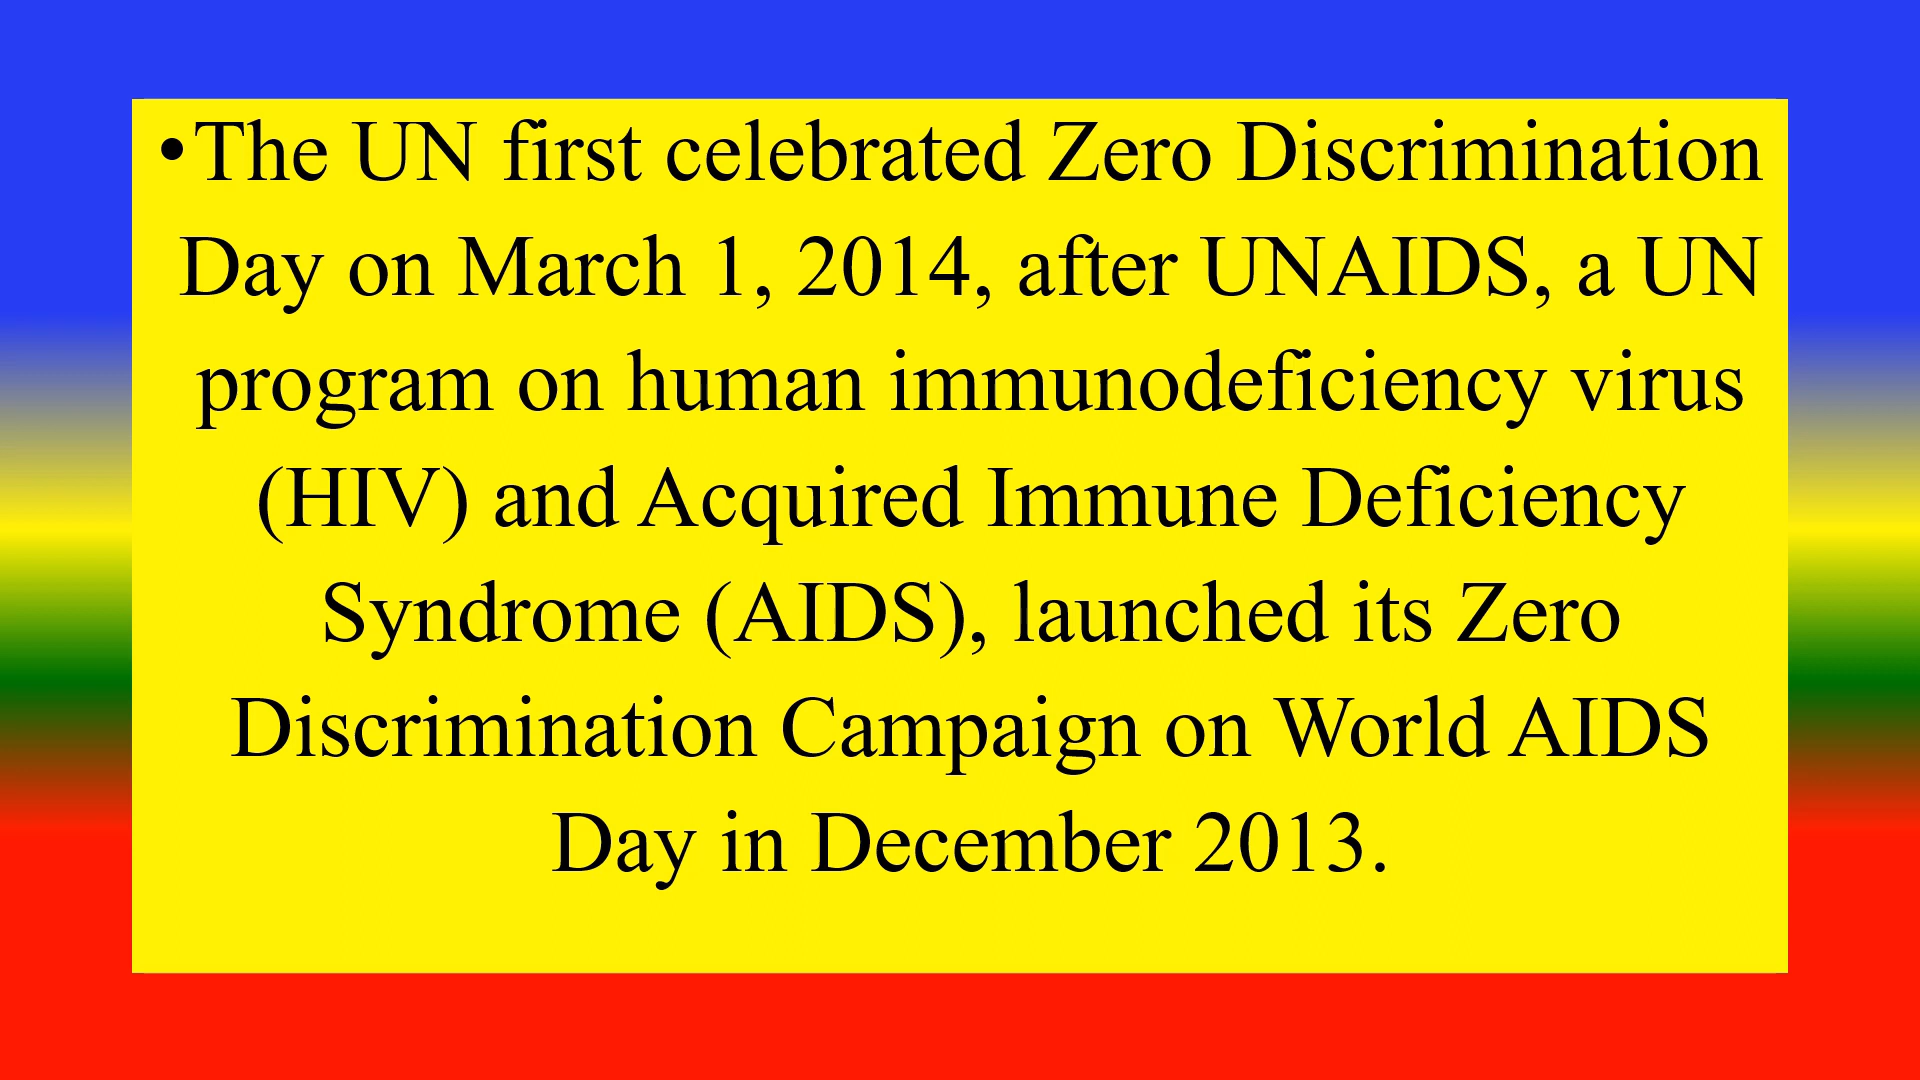 •The UN first celebrated Zero Discrimination
Day on March 1, 2014, after UNAIDS, a UN
program on human immunodeficiency virus
(HIV) and Acquired Immune Deficiency
Syndrome (AIDS), launched its Zero
Discrimination Campaign on World AIDS
Day in December 2013.